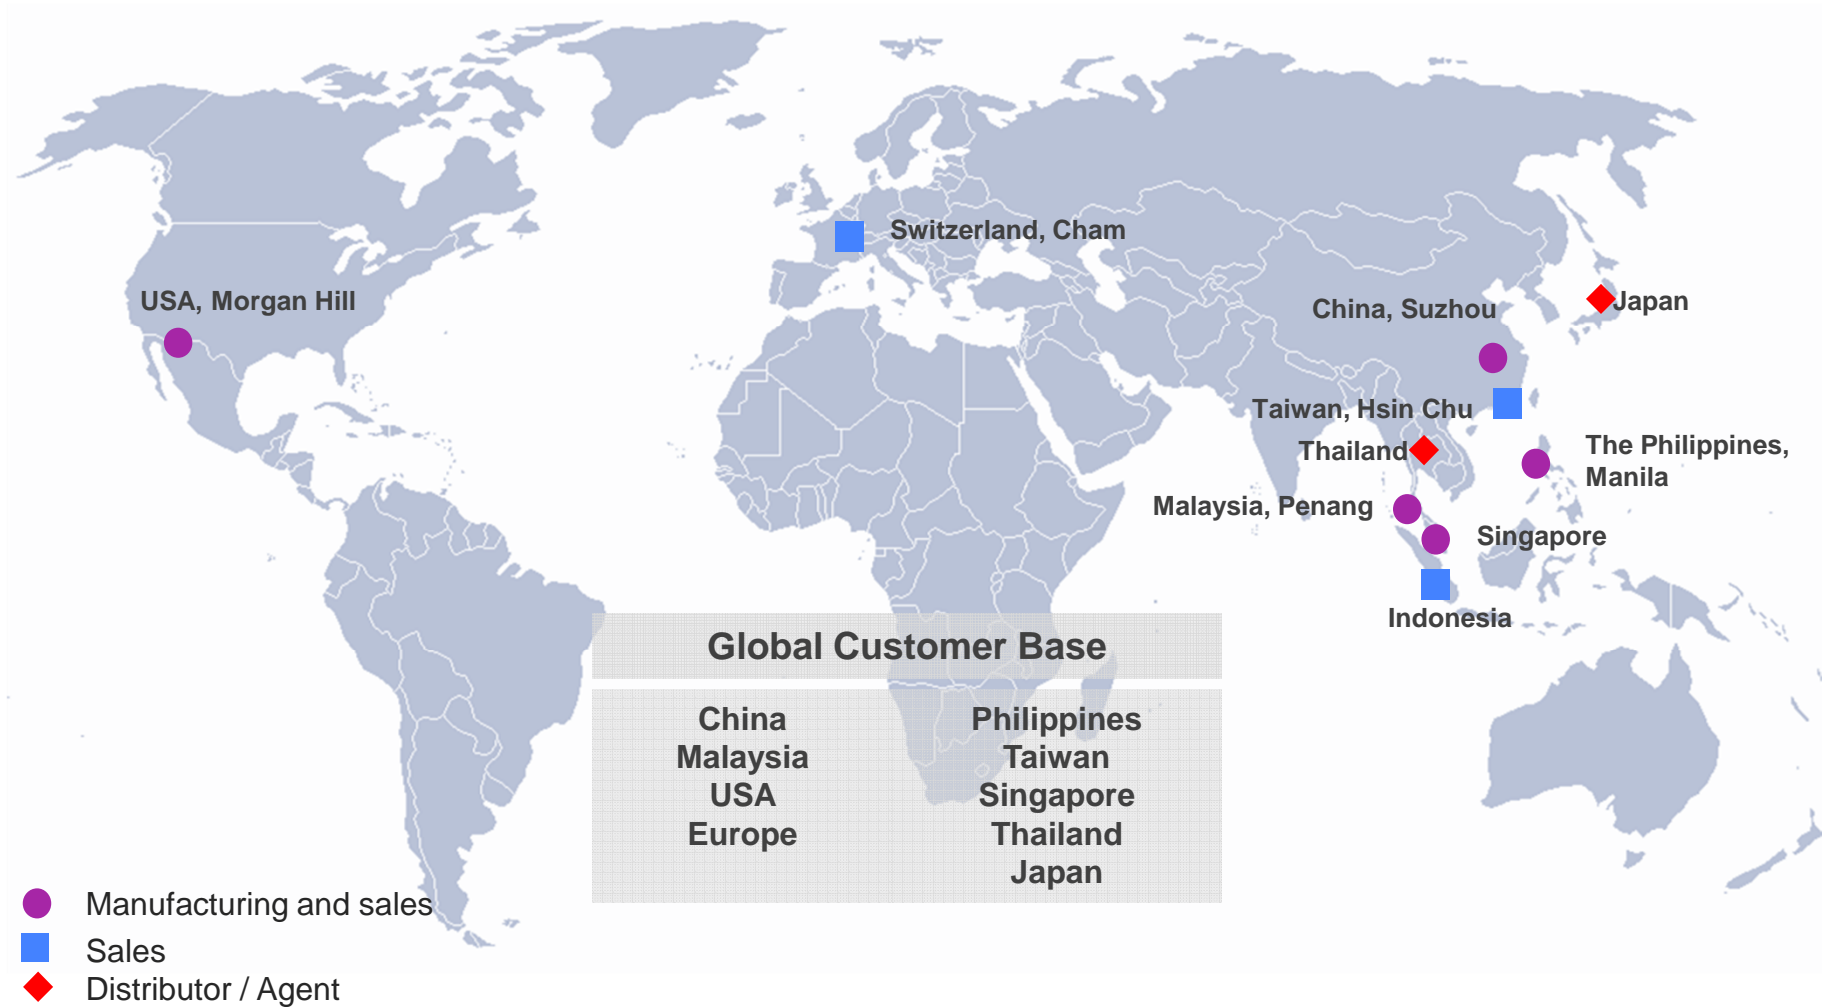 Switzerland, Cham
USA, Morgan Hill
China, Suzhou
Japan
Taiwan, Hsin Chu
Thailand
The Philippines,
Manila
Malaysia, Penang
Singapore
Indonesia
Global Customer Base
China
Malaysia
USA
Europe
Philippines
Taiwan
Singapore
Thailand
Japan
Manufacturing and sales
Sales
Distributor / Agent